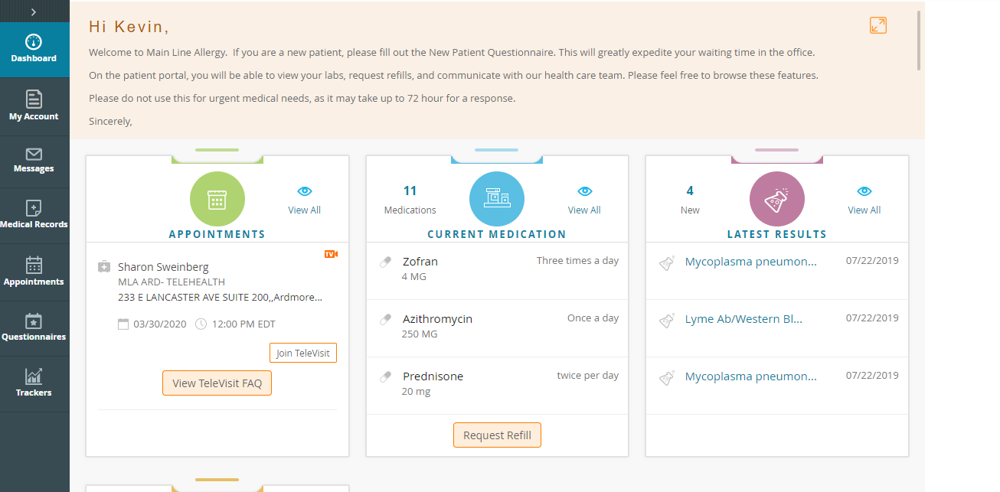 Dashboard
My Account
Messages
Medical Records
Appointments
Questionnaires
Trackers
Hi Kevin,
Welcome to Main Line Allergy.  If you are a new patient, please fill out the New Patient Questionnaire. This will greatly expedite your waiting time in the office.
On the patient portal, you will be able to view your labs, request refills, and communicate with our health care team. Please feel free to browse these features.
Please do not use this for urgent medical needs, as it may take up to 72 hour for a response.
Sincerely,
View All
APPOINTMENTS
TV
Sharon Sweinberg
MLA ARD- TELEHEALTH
233 E LANCASTER AVE SUITE 200,,Ardmore...
03/30/2020 12:00 PM EDT
Join TeleVisit
View TeleVisit FAQ
11
Medications
View All
CURRENT MEDICATION
Zofran Three times a day
4 MG
Azithromycin Once a day
250 MG
Prednisone twice per day
20 mg
Request Refill
4
New
View All
LATEST RESULTS
Mycoplasma pneumon... 07/22/2019
Lyme Ab/Western Bl... 07/22/2019
Mycoplasma pneumon... 07/22/2019